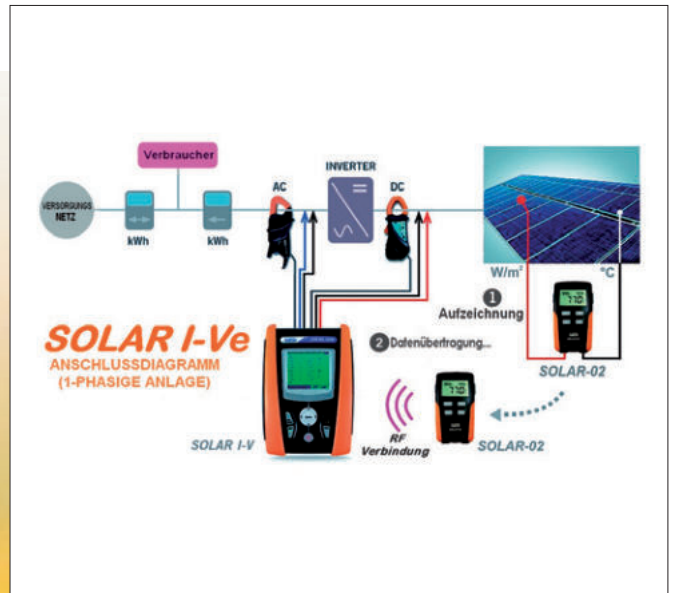 Verbraucher
VERSORGUNGS
NETZ
kWh
kWh
AC
INVERTER
DC
W/m²
°C
1
Aufzeichnung
SOLAR-02
SOLAR I-Ve
ANSCHLUSSDIAGRAMM
(1-PHASIGE ANLAGE)
2 Datenübertragung...
SOLAR I-V
RF
Verbindung
SOLAR-02